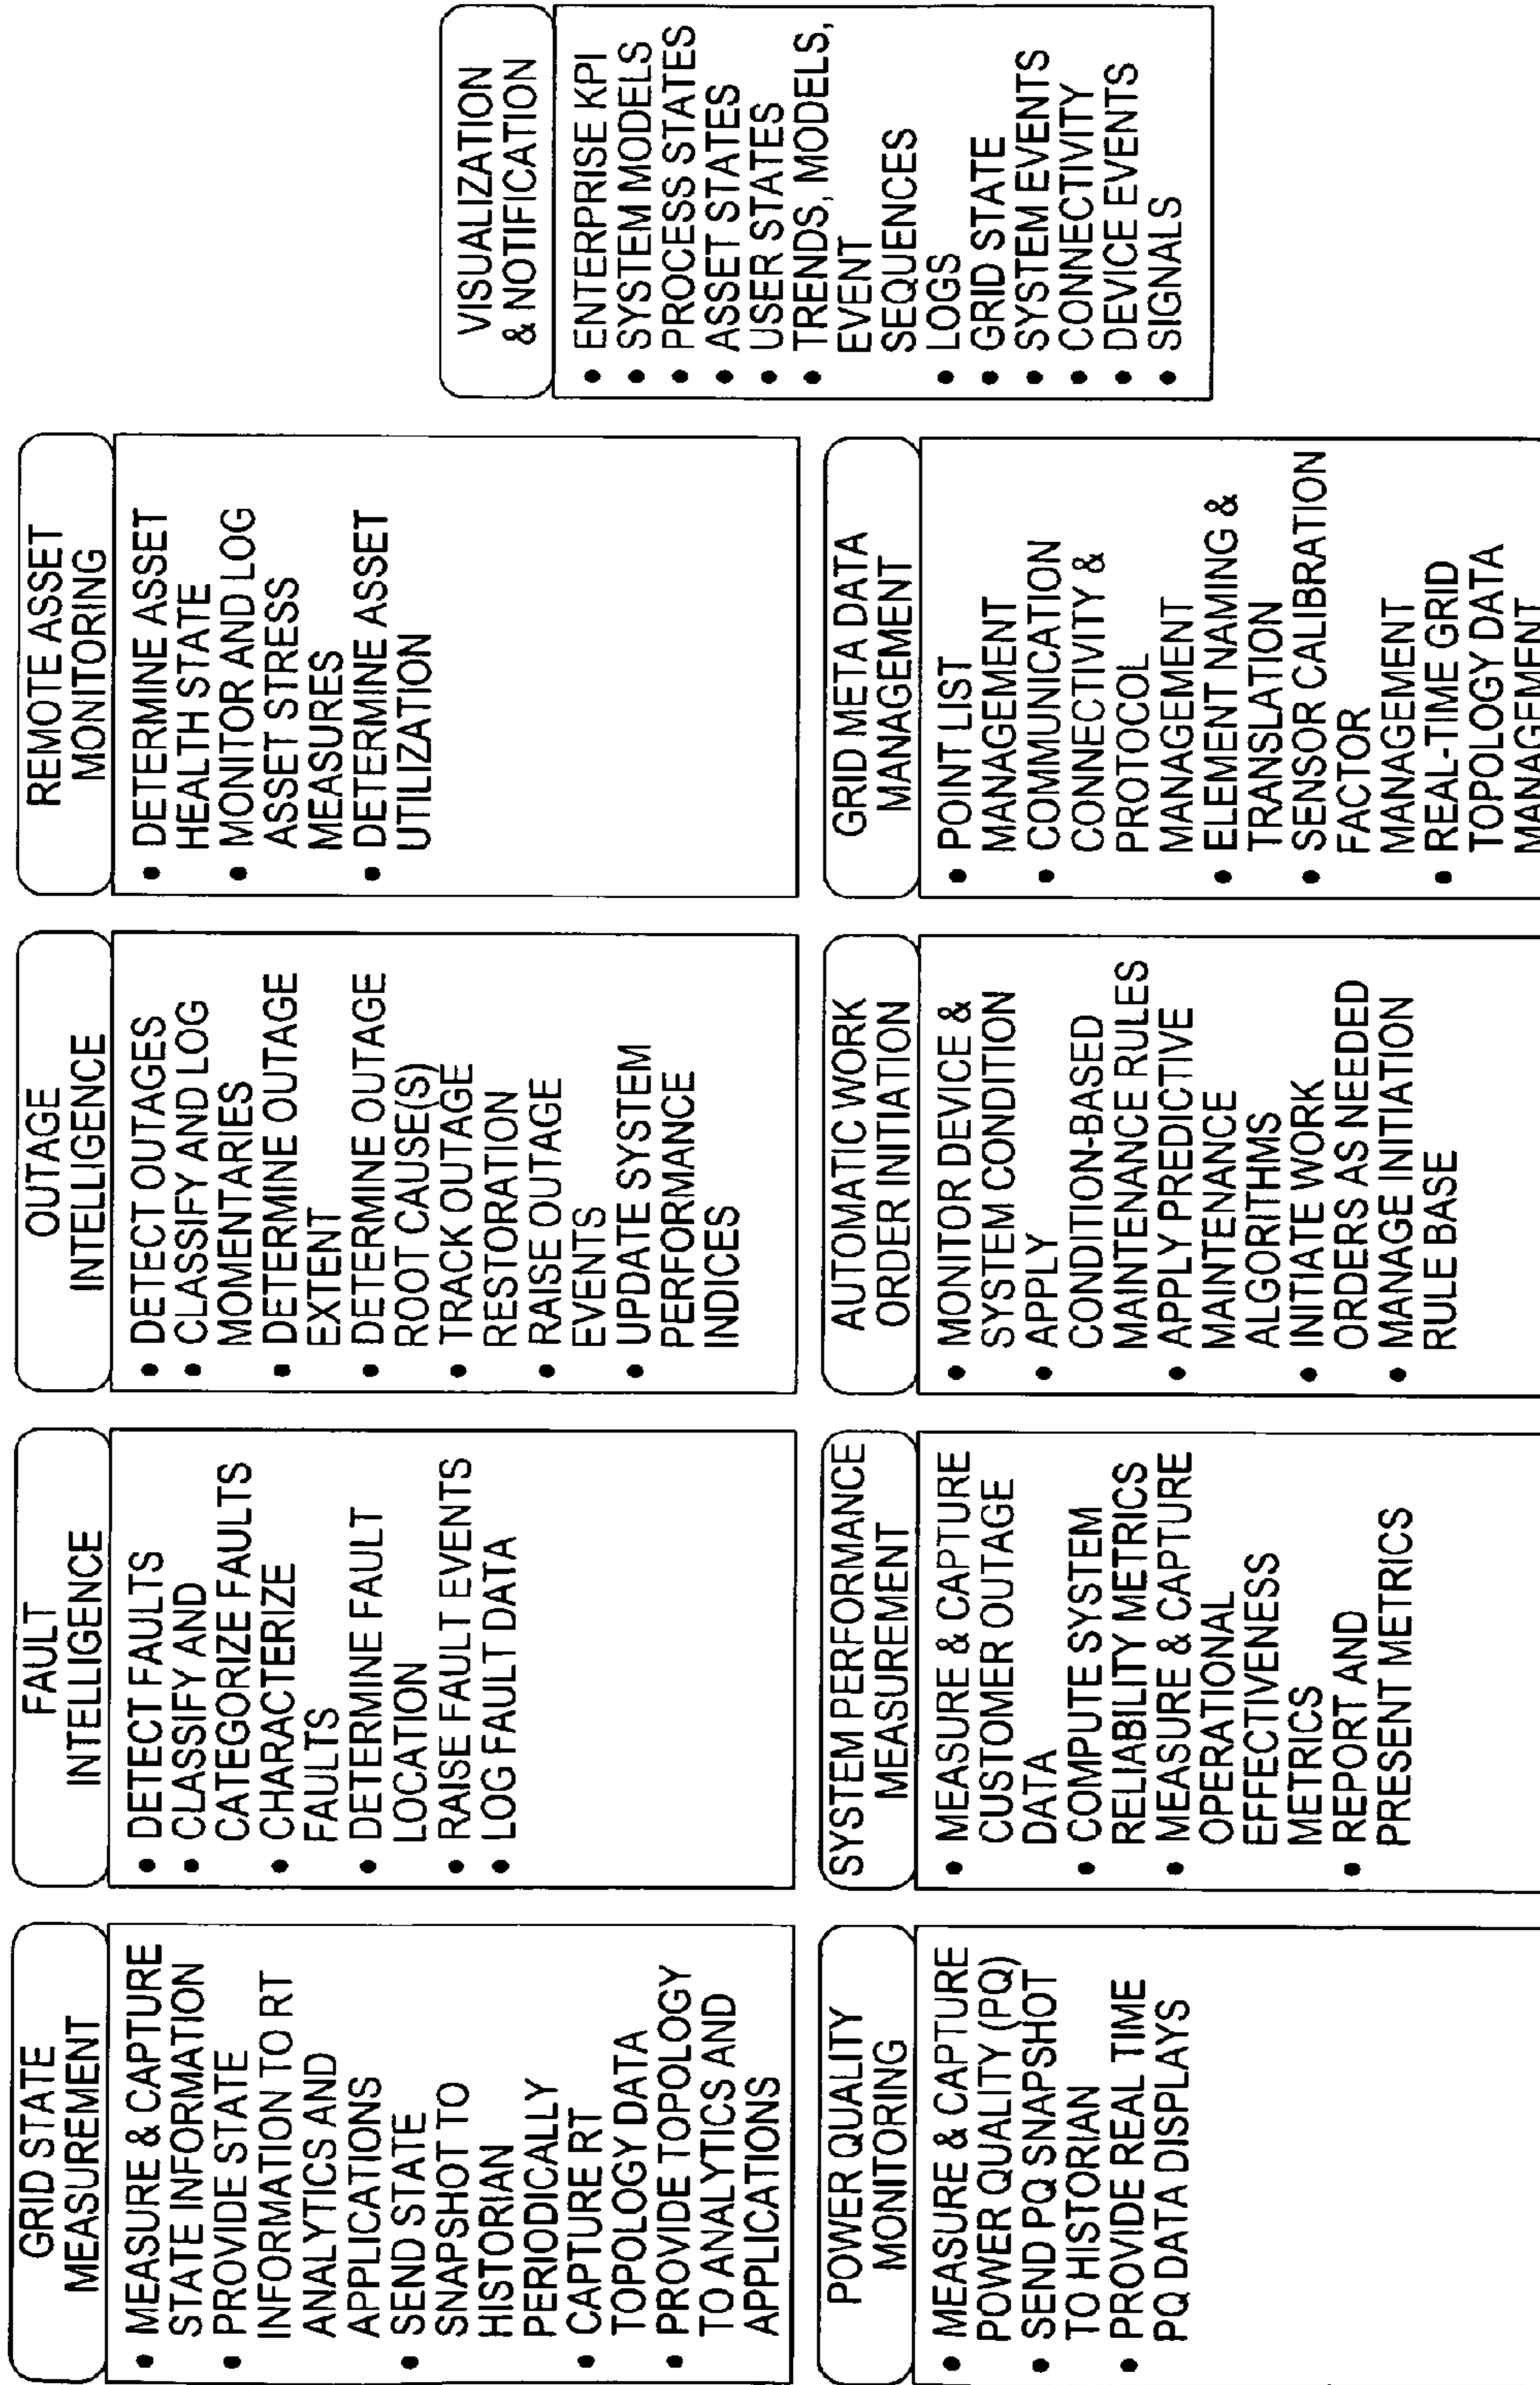 GRID STATE
MEASUREMENT
• MEASURE & CAPTURE
STATE INFORMATION
• PROVIDE STATE
INFORMATION TO RT
ANALYTICS AND
APPLICATIONS
• SEND STATE
SNAPSHOT TO
HISTORIAN
PERIODICALLY
• CAPTURE RT
TOPOLOGY DATA
• PROVIDE TOPOLOGY
TO ANALYTICS AND
APPLICATIONS
FAULT
INTELLIGENCE
• DETECT FAULTS
• CLASSIFY AND
CATEGORIZE FAULTS
• CHARACTERIZE
FAULTS
• DETERMINE FAULT
LOCATION
• RAISE FAULT EVENTS
• LOG FAULT DATA
OUTAGE
INTELLIGENCE
• DETECT OUTAGES
• CLASSIFY AND LOG
MOMENTARIES
• DETERMINE OUTAGE
EXTENT
• DETERMINE OUTAGE
ROOT CAUSE(S)
• TRACK OUTAGE
RESTORATION
• RAISE OUTAGE
EVENTS
• UPDATE SYSTEM
PERFORMANCE
INDICES
REMOTE ASSET
MONITORING
• DETERMINE ASSET
HEALTH STATE
• MONITOR AND LOG
ASSET STRESS
MEASURES
• DETERMINE ASSET
UTILIZATION
POWER QUALITY
MONITORING
• MEASURE & CAPTURE
POWER QUALITY (PQ)
• SEND PQ SNAPSHOT
TO HISTORIAN
• PROVIDE REAL TIME
PQ DATA DISPLAYS
SYSTEM PERFORMANCE
MEASUREMENT
• MEASURE & CAPTURE
CUSTOMER OUTAGE
DATA
• COMPUTE SYSTEM
RELIABILITY METRICS
• MEASURE & CAPTURE
OPERATIONAL
EFFECTIVENESS
METRICS
• REPORT AND
PRESENT METRICS
AUTOMATIC WORK
ORDER INITIATION
• MONITOR DEVICE &
SYSTEM CONDITION
• APPLY
CONDITION-BASED
MAINTENANCE RULES
• APPLY PREDICTIVE
MAINTENANCE
ALGORITHMS
• INITIATE WORK
ORDERS AS NEEDED
• MANAGE INITIATION
RULE BASE
GRID META DATA
MANAGEMENT
• POINT LIST
MANAGEMENT
• COMMUNICATION
CONNECTIVITY &
PROTOCOL
MANAGEMENT
• ELEMENT NAMING &
TRANSLATION
• SENSOR CALIBRATION
FACTOR
MANAGEMENT
• REAL-TIME GRID
TOPOLOGY DATA
MANAGEMENT
VISUALIZATION
& NOTIFICATION
• ENTERPRISE KPI
• SYSTEM MODELS
• PROCESS STATES
• ASSET STATES
• USER STATES
• TRENDS, MODELS,
EVENT
SEQUENCES
• LOGS
• GRID STATE
• SYSTEM EVENTS
• CONNECTIVITY
• DEVICE EVENTS
• SIGNALS